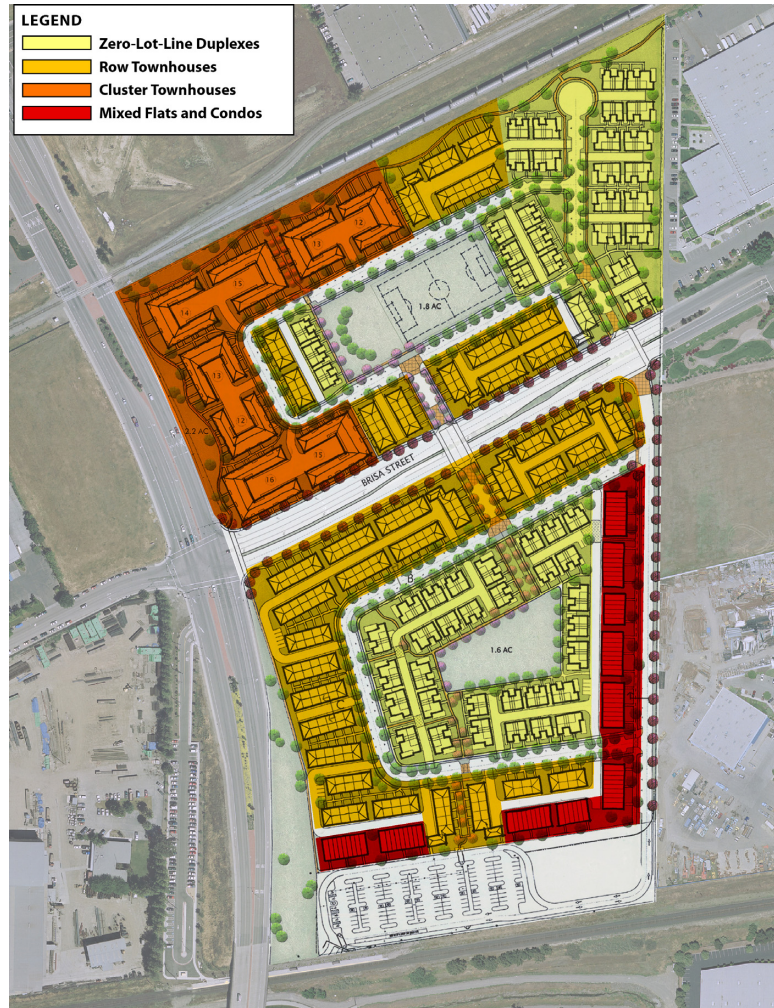 LEGEND
Zero-Lot-Line Duplexes
Row Townhouses
Cluster Townhouses
Mixed Flats and Condos
12
13
15
14
1.8 AC
13
12
2.2 AC
15
16
BRISA STREET
B
1.6 AC